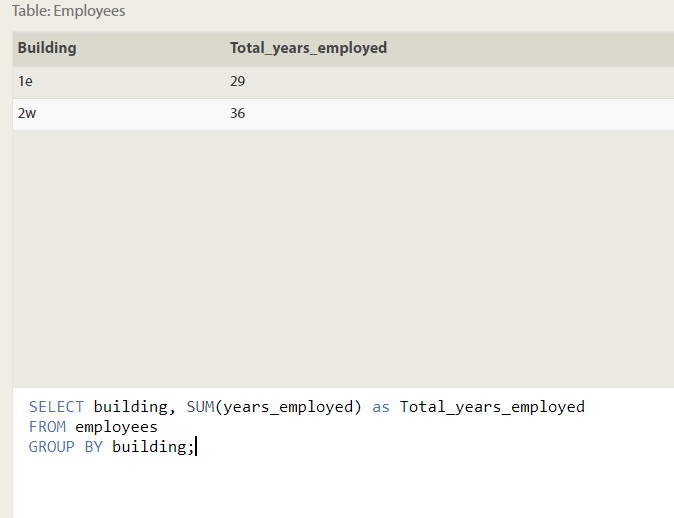 Table: Employees
Building Total_years_employed
1e 29
2w 36
SELECT building, SUM(years_employed) as Total_years_employed
FROM employees
GROUP BY building;